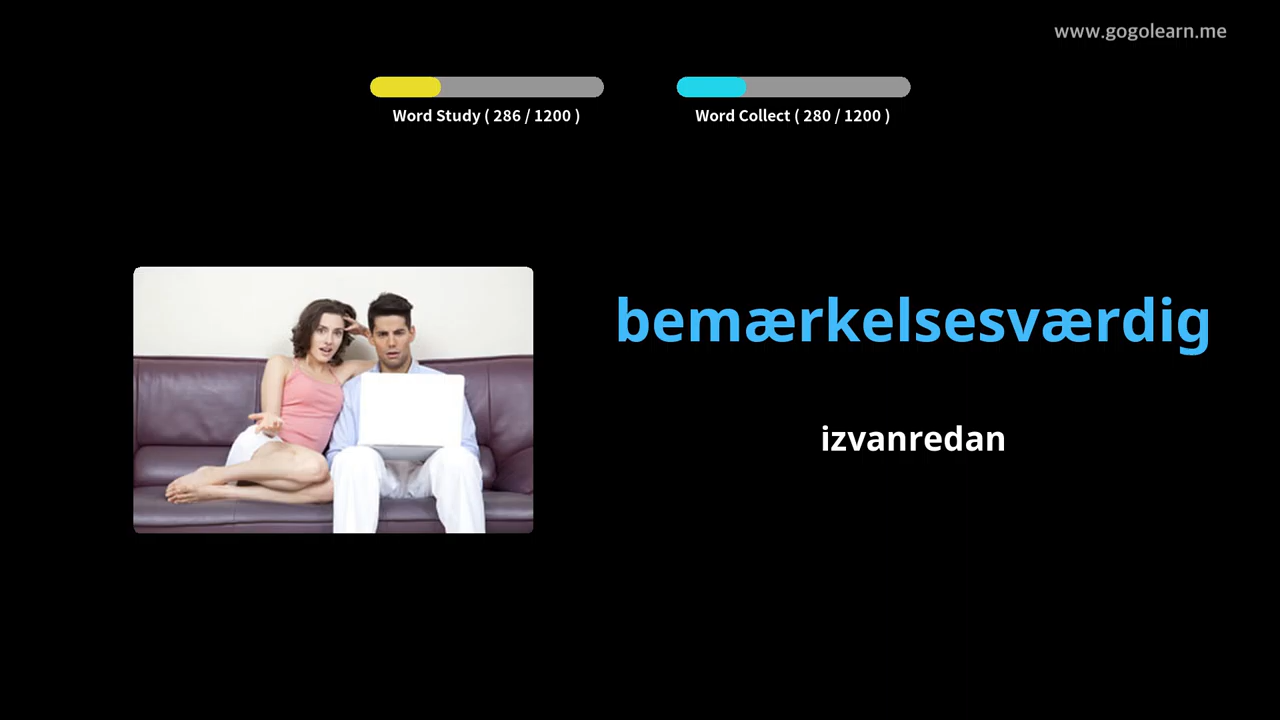 www.gogolearn.me
Word Study ( 286 / 1200 )
Word Collect ( 280 / 1200 )
bemærkelsesværdig
izvanredan